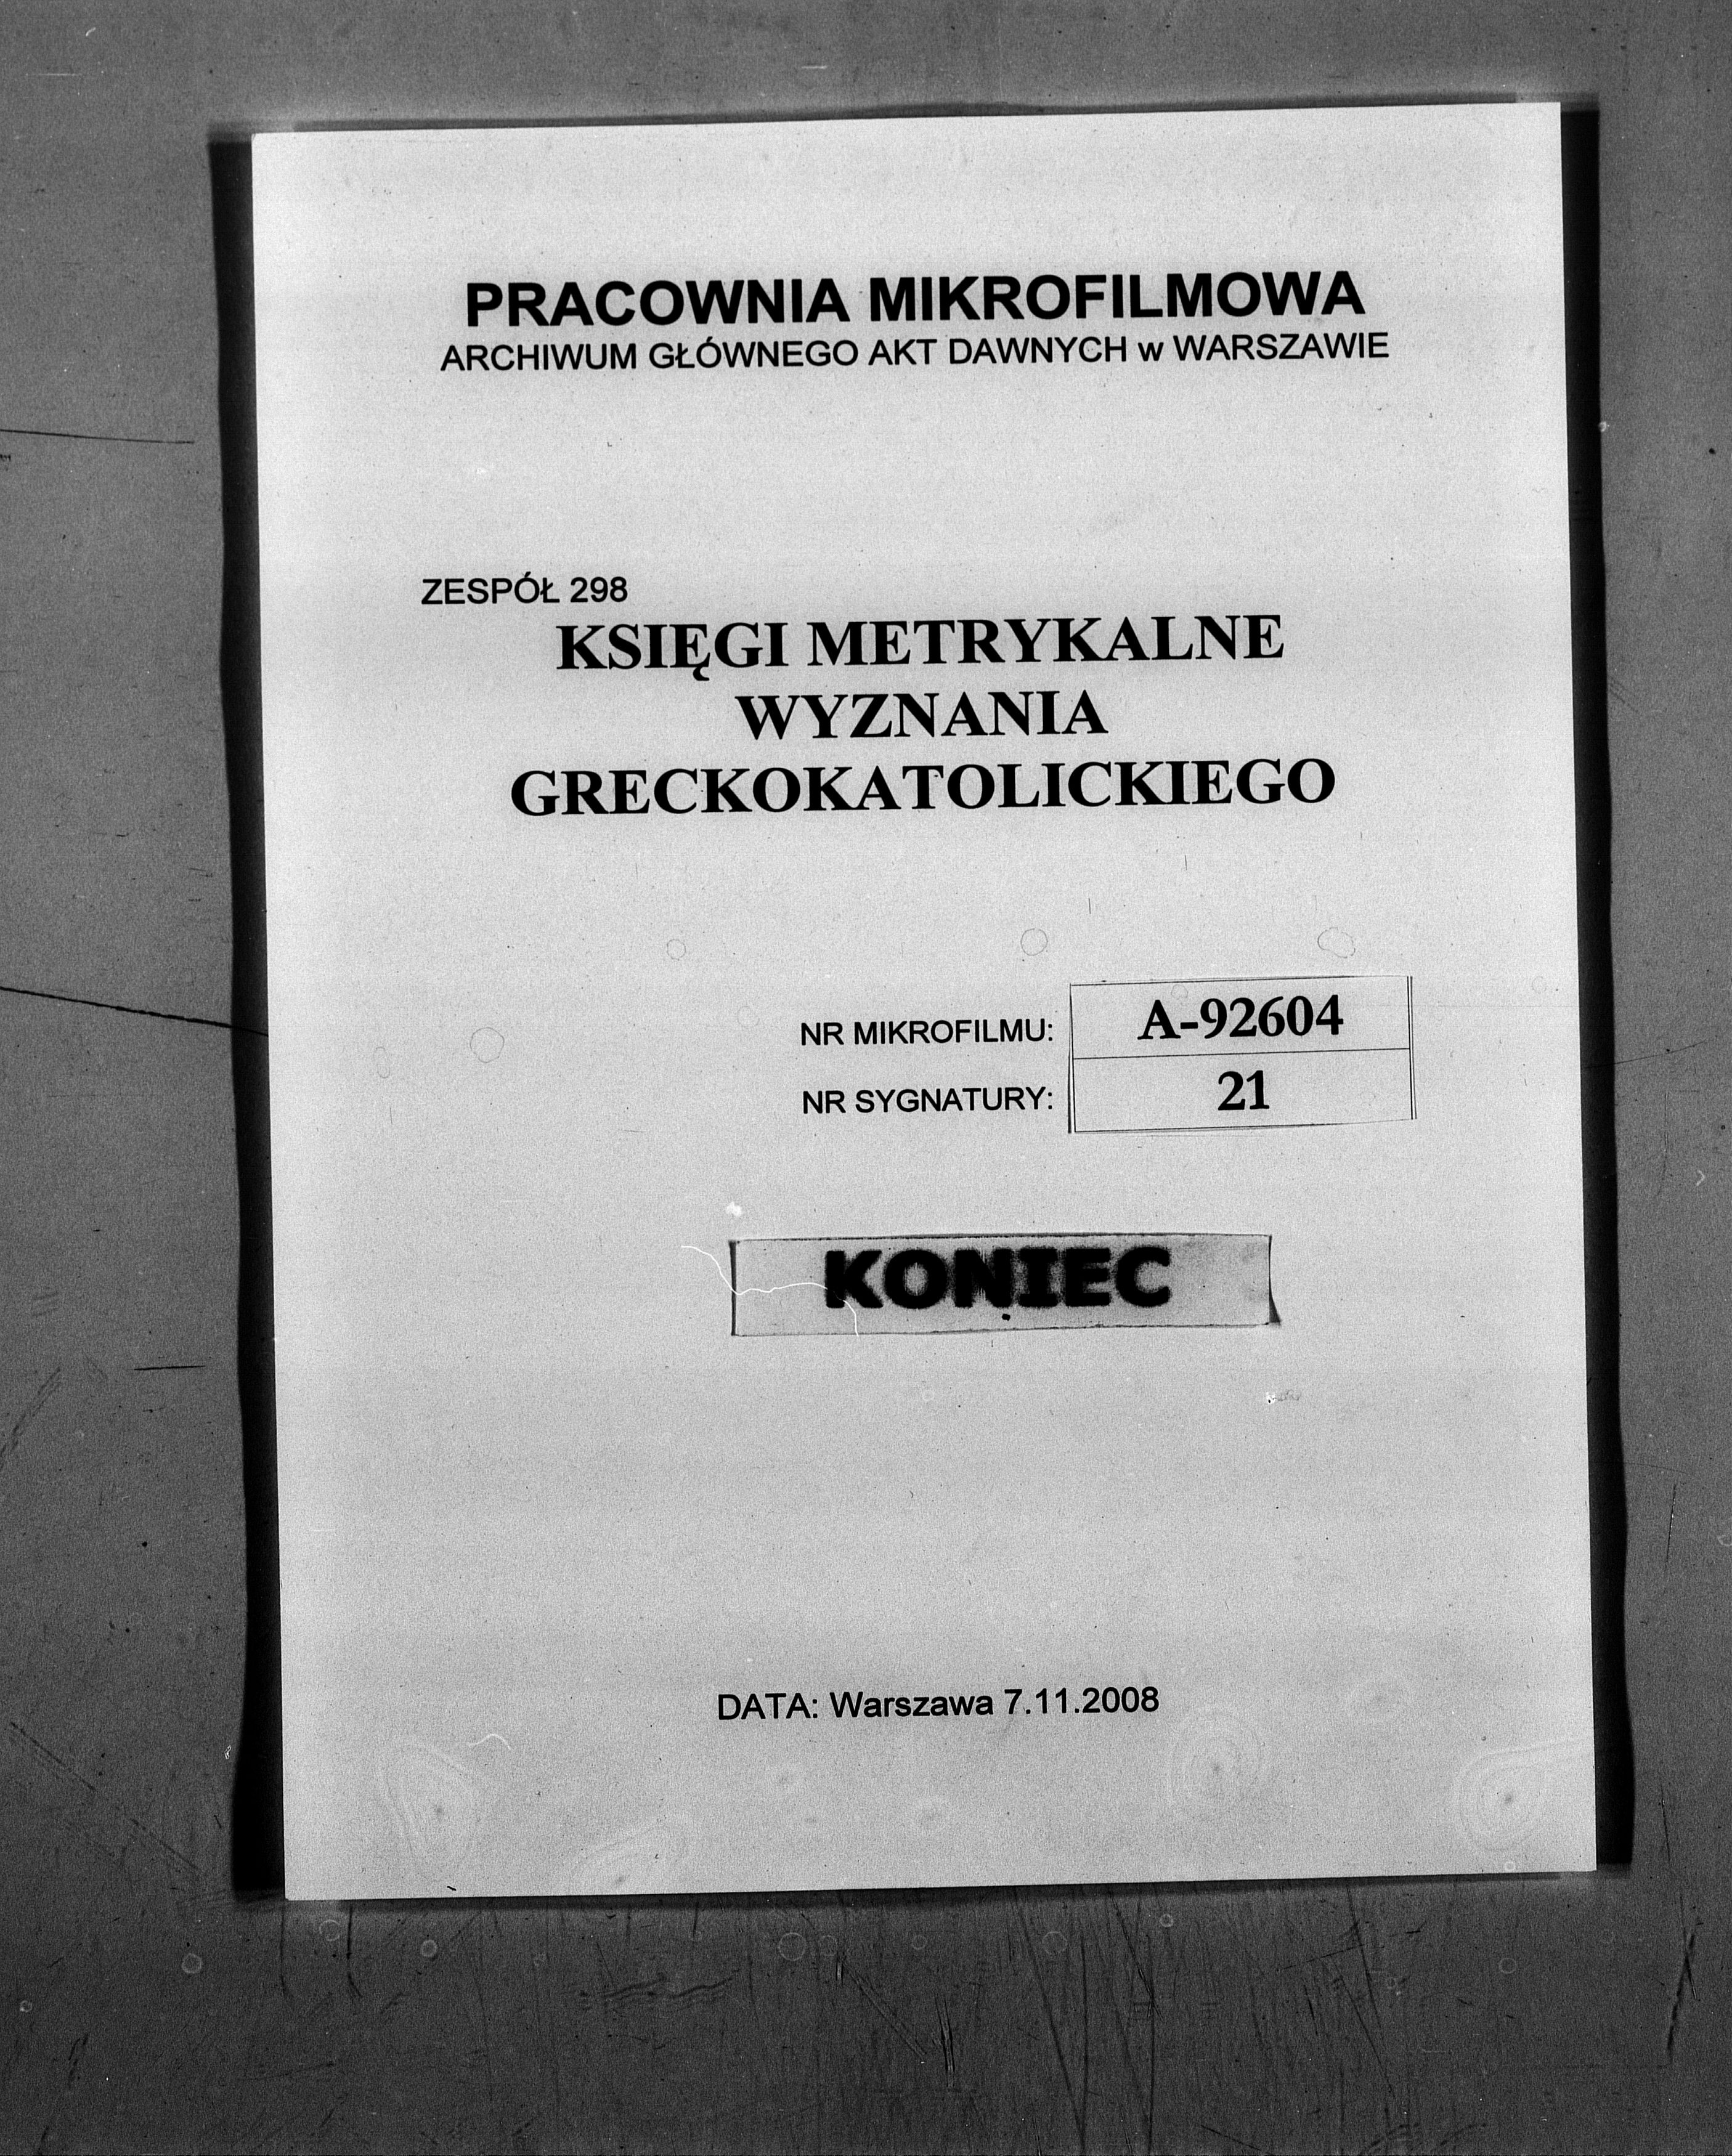 PRACOWNIA MIKROFILMOWA
ARCHIWUM GŁÓWNEGO AKT DAWNYCH w WARSZAWIE
ZESPÓŁ 298
KSIĘGI METRYKALNE
WYZNANIA
GRECKOKATOLICKIEGO
NR MIKROFILMU: A-92604
NR SYGNATURY: 21
KONIEC
DATA: Warszawa 7.11.2008